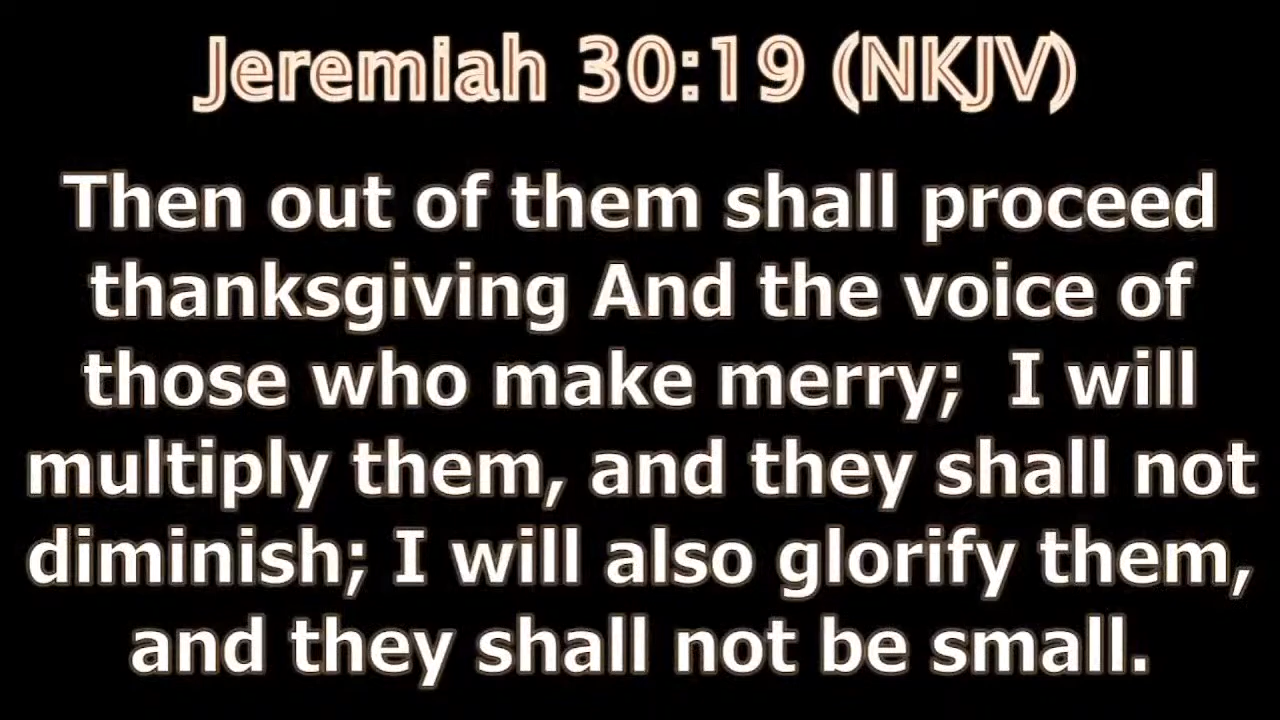 Jeremiah 30:19 (NKJV)
Then out of them shall proceed
thanksgiving And the voice of
those who make merry;  I will
multiply them, and they shall not
diminish; I will also glorify them,
and they shall not be small.